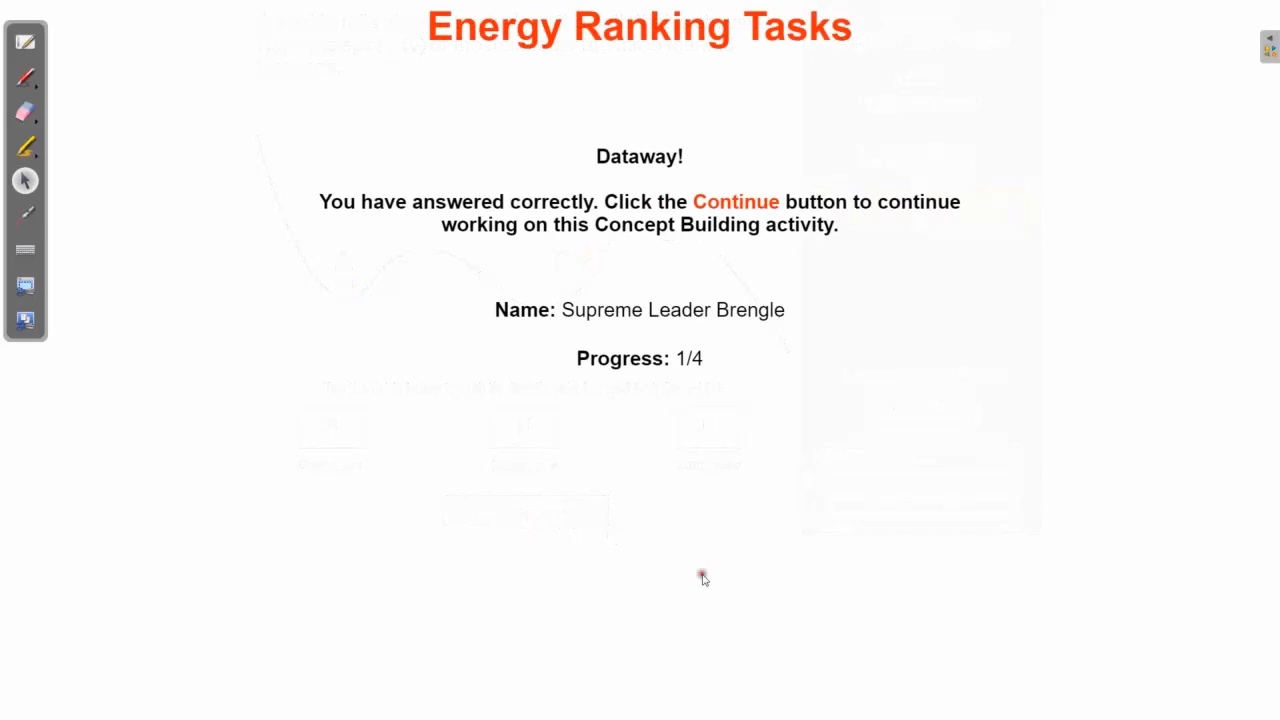 Energy Ranking Tasks
Dataway!
You have answered correctly. Click the Continue button to continue
working on this Concept Building activity.
Name: Supreme Leader Brengle
Progress: 1/4